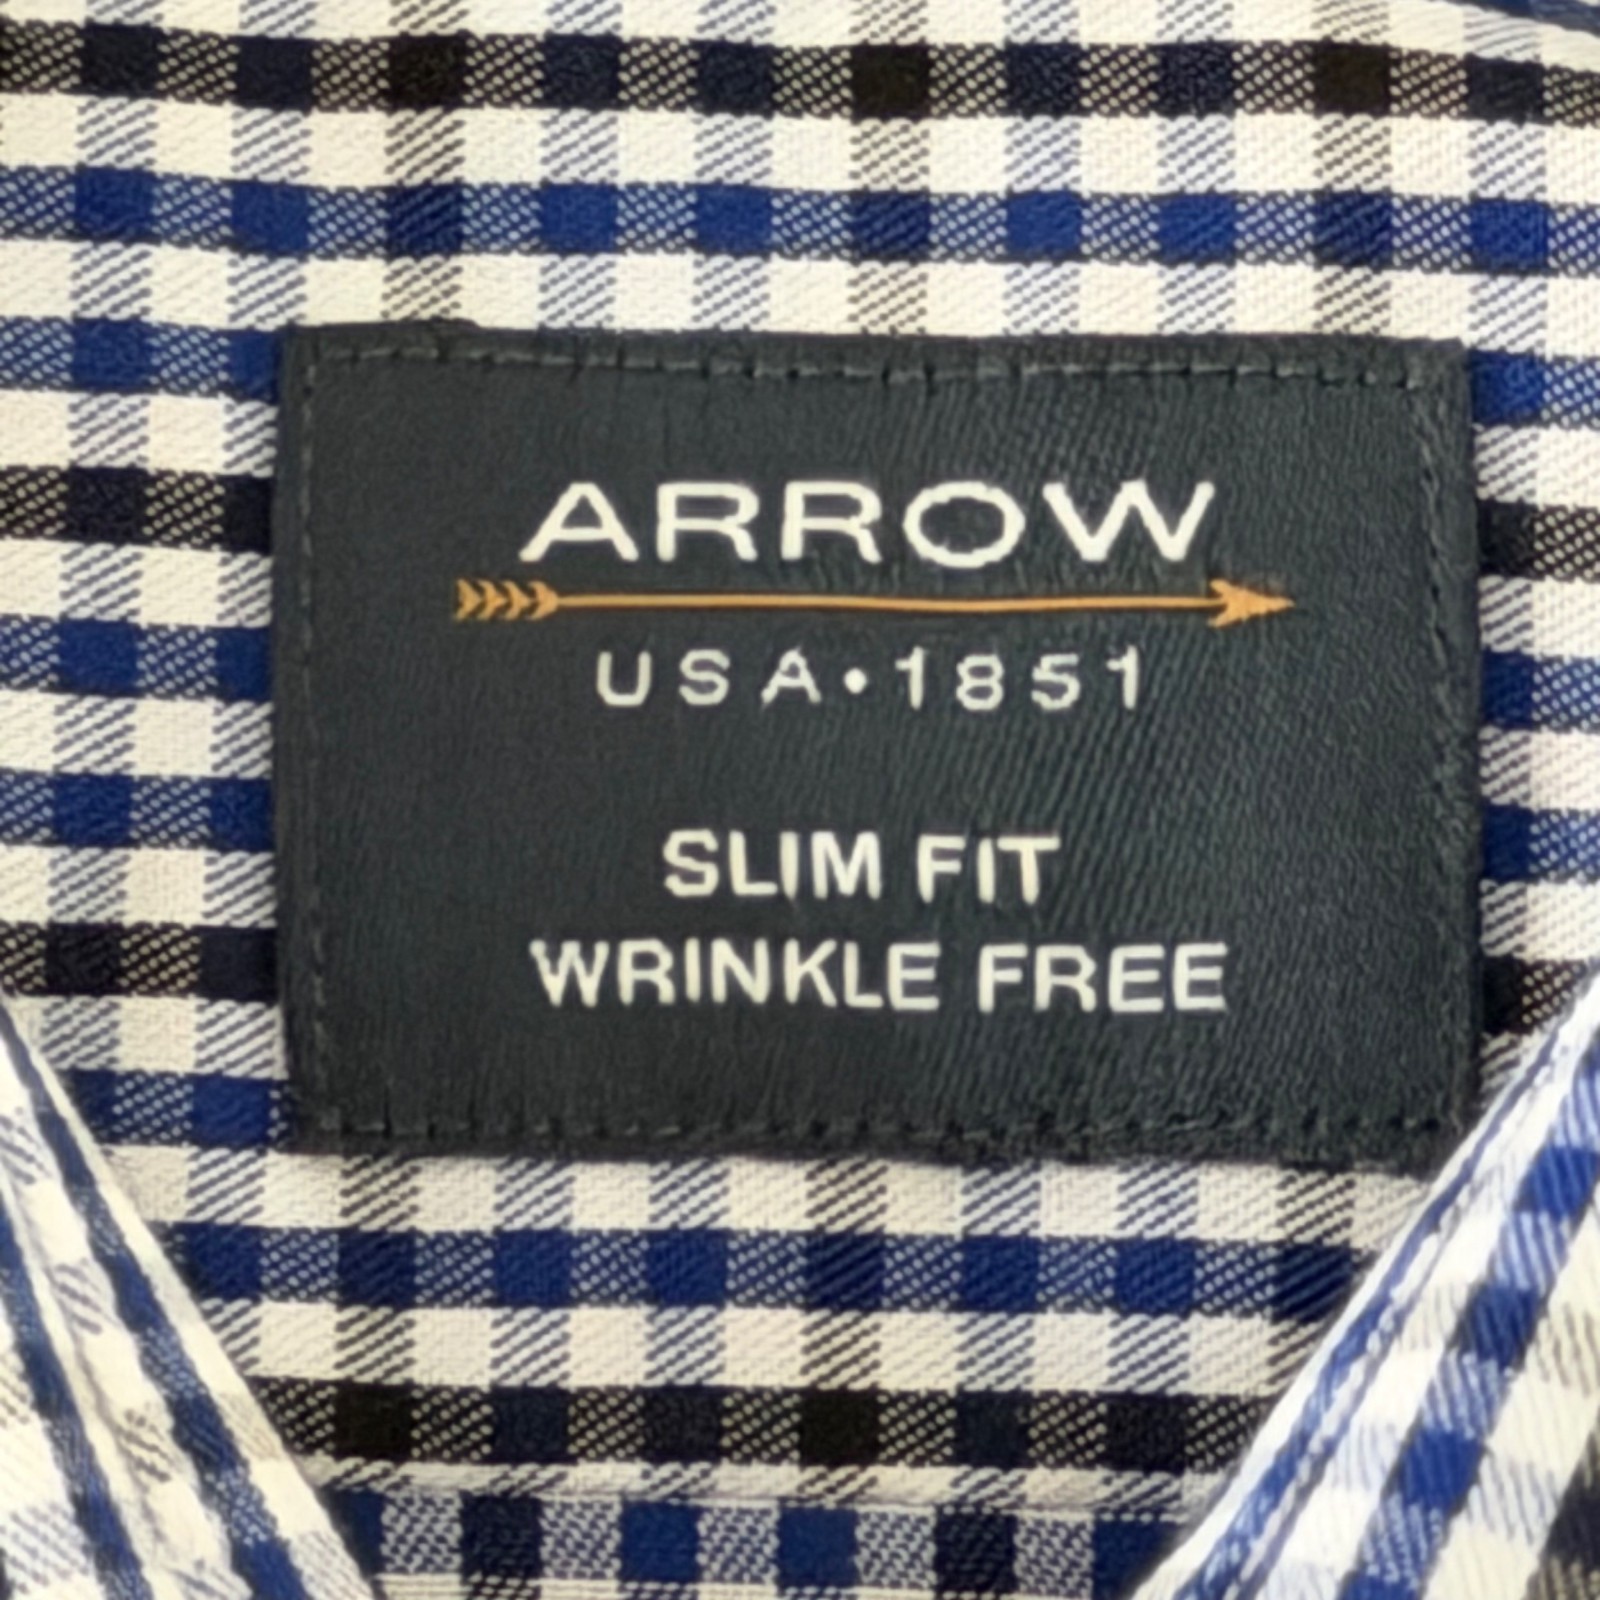 ARROW
USA•1851
SLIM FIT
WRINKLE FREE